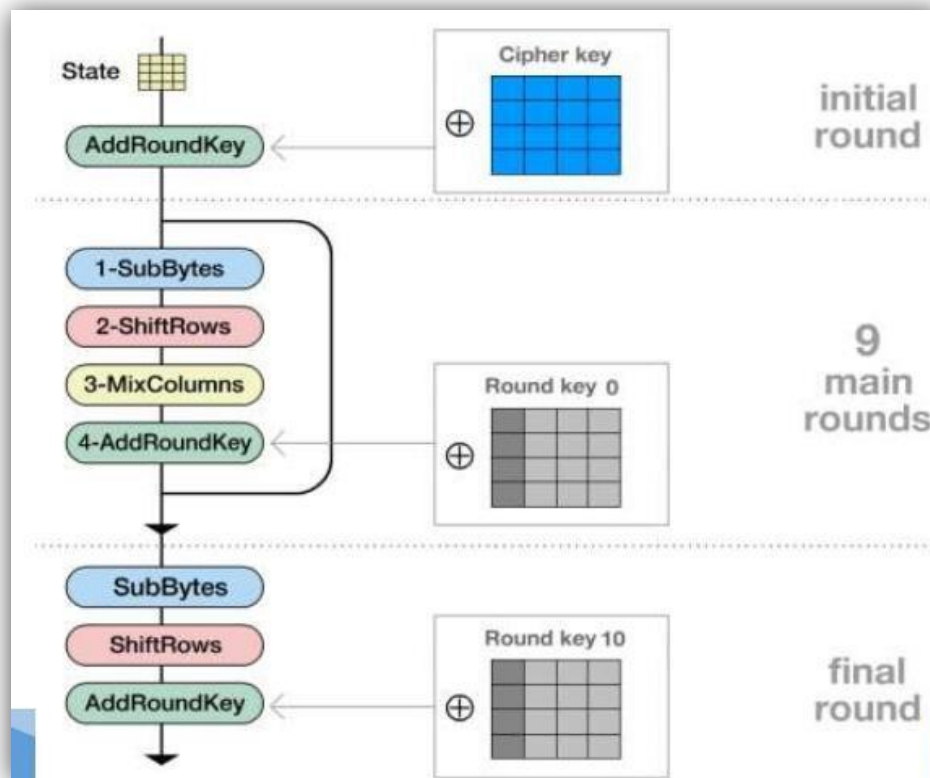 State
Cipher key
AddRoundKey
initial
round
1-SubBytes
2-ShiftRows
3-MixColumns
4-AddRoundKey
Round key 0
9
main
rounds
SubBytes
ShiftRows
AddRoundKey
Round key 10
final
round